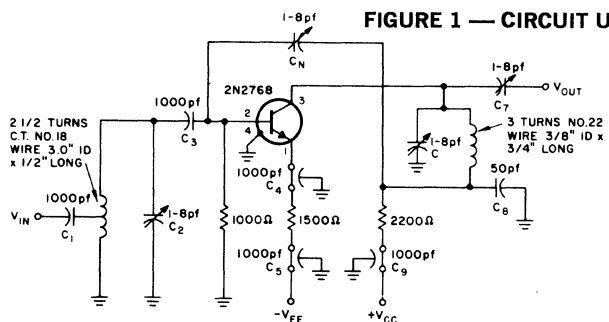 FIGURE 1 — CIRCUIT U
1-8pf
C_N
2N2768
3
2
4
1
1-8pf
C_7
V_OUT
2 1/2 TURNS
C.T. NO.18
WIRE 3.0" ID
x 1/2" LONG
1000pf
C_3
1-8pf
C
3 TURNS NO.22
WIRE 3/8" ID x
3/4" LONG
1000pf
V_IN
C_1
1-8pf
C_2
1000Ω
1000pf
C_4
1500Ω
1000pf
C_5
-V_EE
2200Ω
1000pf
C_9
+V_CC
50pf
C_8